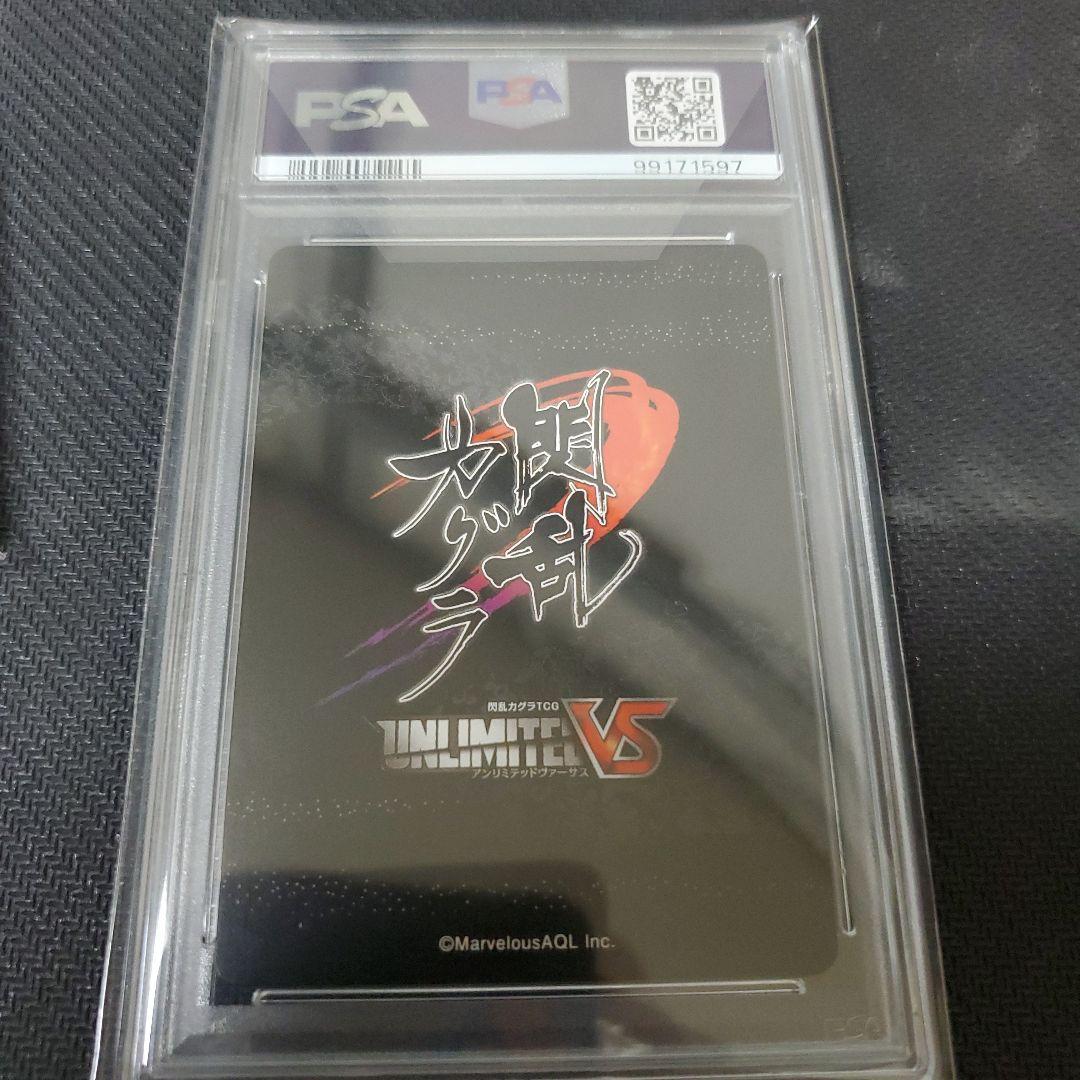 PSA
PSA
99171597
閃乱
カグラ
閃乱カグラTCG
UNLIMITED VS
アンリミテッドヴァーサス
©MarvelousAQL Inc.
PSA